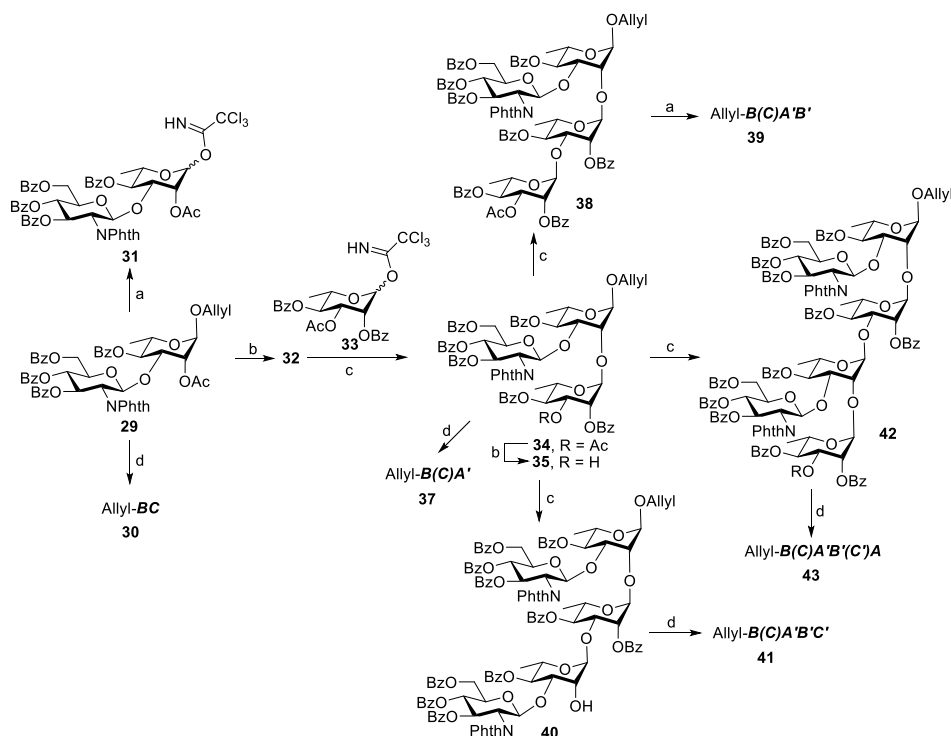 OAllyl
O
BzO
BzO
O
O
BzO
O
BzO
PhthN
O
O
BzO
O
OBz
O
BzO
AcO
OBz
38
a
Allyl-B(C)A'B'
39
HN
CCl3
O
O
BzO
BzO
O
BzO
O
BzO
OAc
NPhth
31
a
OAllyl
O
BzO
BzO
O
BzO
O
BzO
OAc
NPhth
29
b
32
d
Allyl-BC
30
HN
CCl3
O
O
BzO
AcO
OBz
33
c
c
OAllyl
O
BzO
BzO
O
O
BzO
O
BzO
PhthN
O
O
BzO
RO
OBz
34, R = Ac
b
35, R = H
d
Allyl-B(C)A'
37
c
c
OAllyl
O
BzO
BzO
O
O
BzO
O
BzO
PhthN
O
O
BzO
O
OBz
O
BzO
BzO
O
O
BzO
O
BzO
PhthN
O
O
BzO
RO
OBz
42
d
Allyl-B(C)A'B'(C')A
43
OAllyl
O
BzO
BzO
O
O
BzO
O
BzO
PhthN
O
O
BzO
O
OBz
O
BzO
BzO
O
BzO
O
BzO
OH
PhthN
40
d
Allyl-B(C)A'B'C'
41